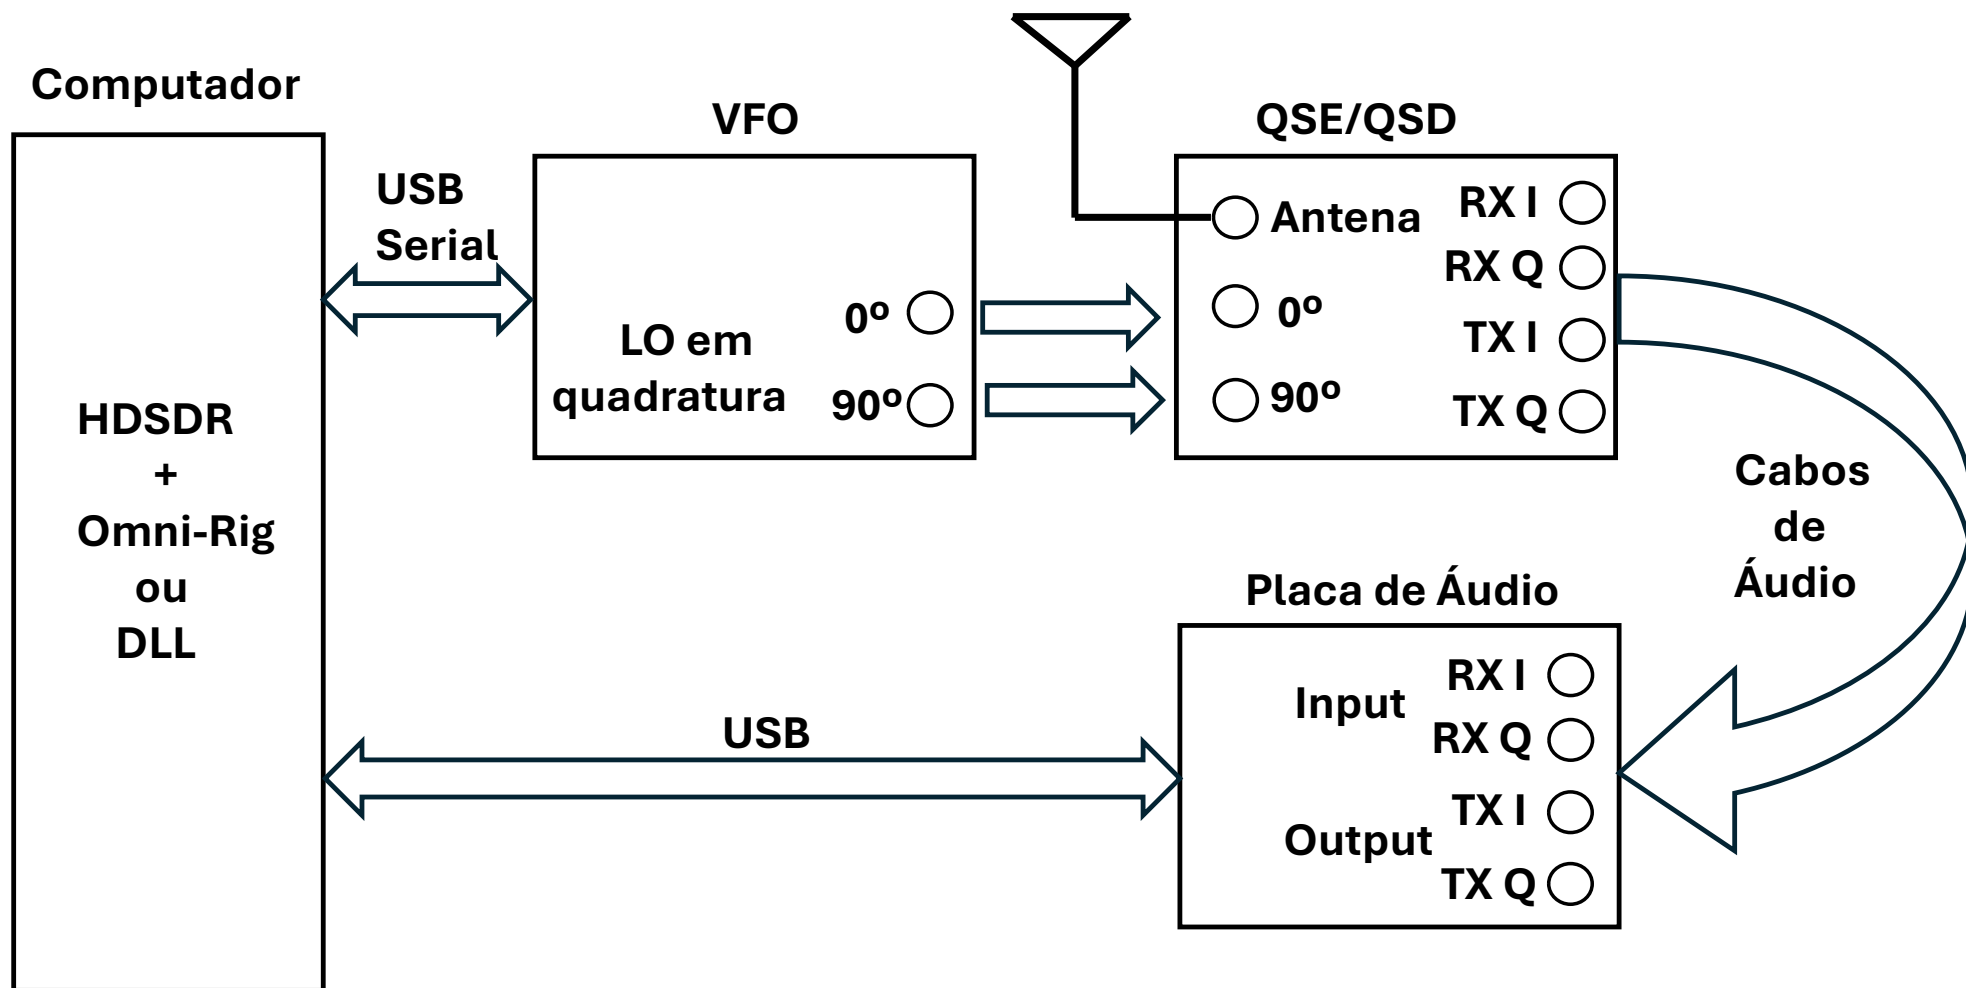 Computador
HDSDR
+
Omni-Rig
ou
DLL
USB
Serial
VFO
LO em
quadratura
0º
90º
QSE/QSD
Antena
0º
90º
RX I
RX Q
TX I
TX Q
Cabos
de
Áudio
USB
Placa de Áudio
Input
Output
RX I
RX Q
TX I
TX Q